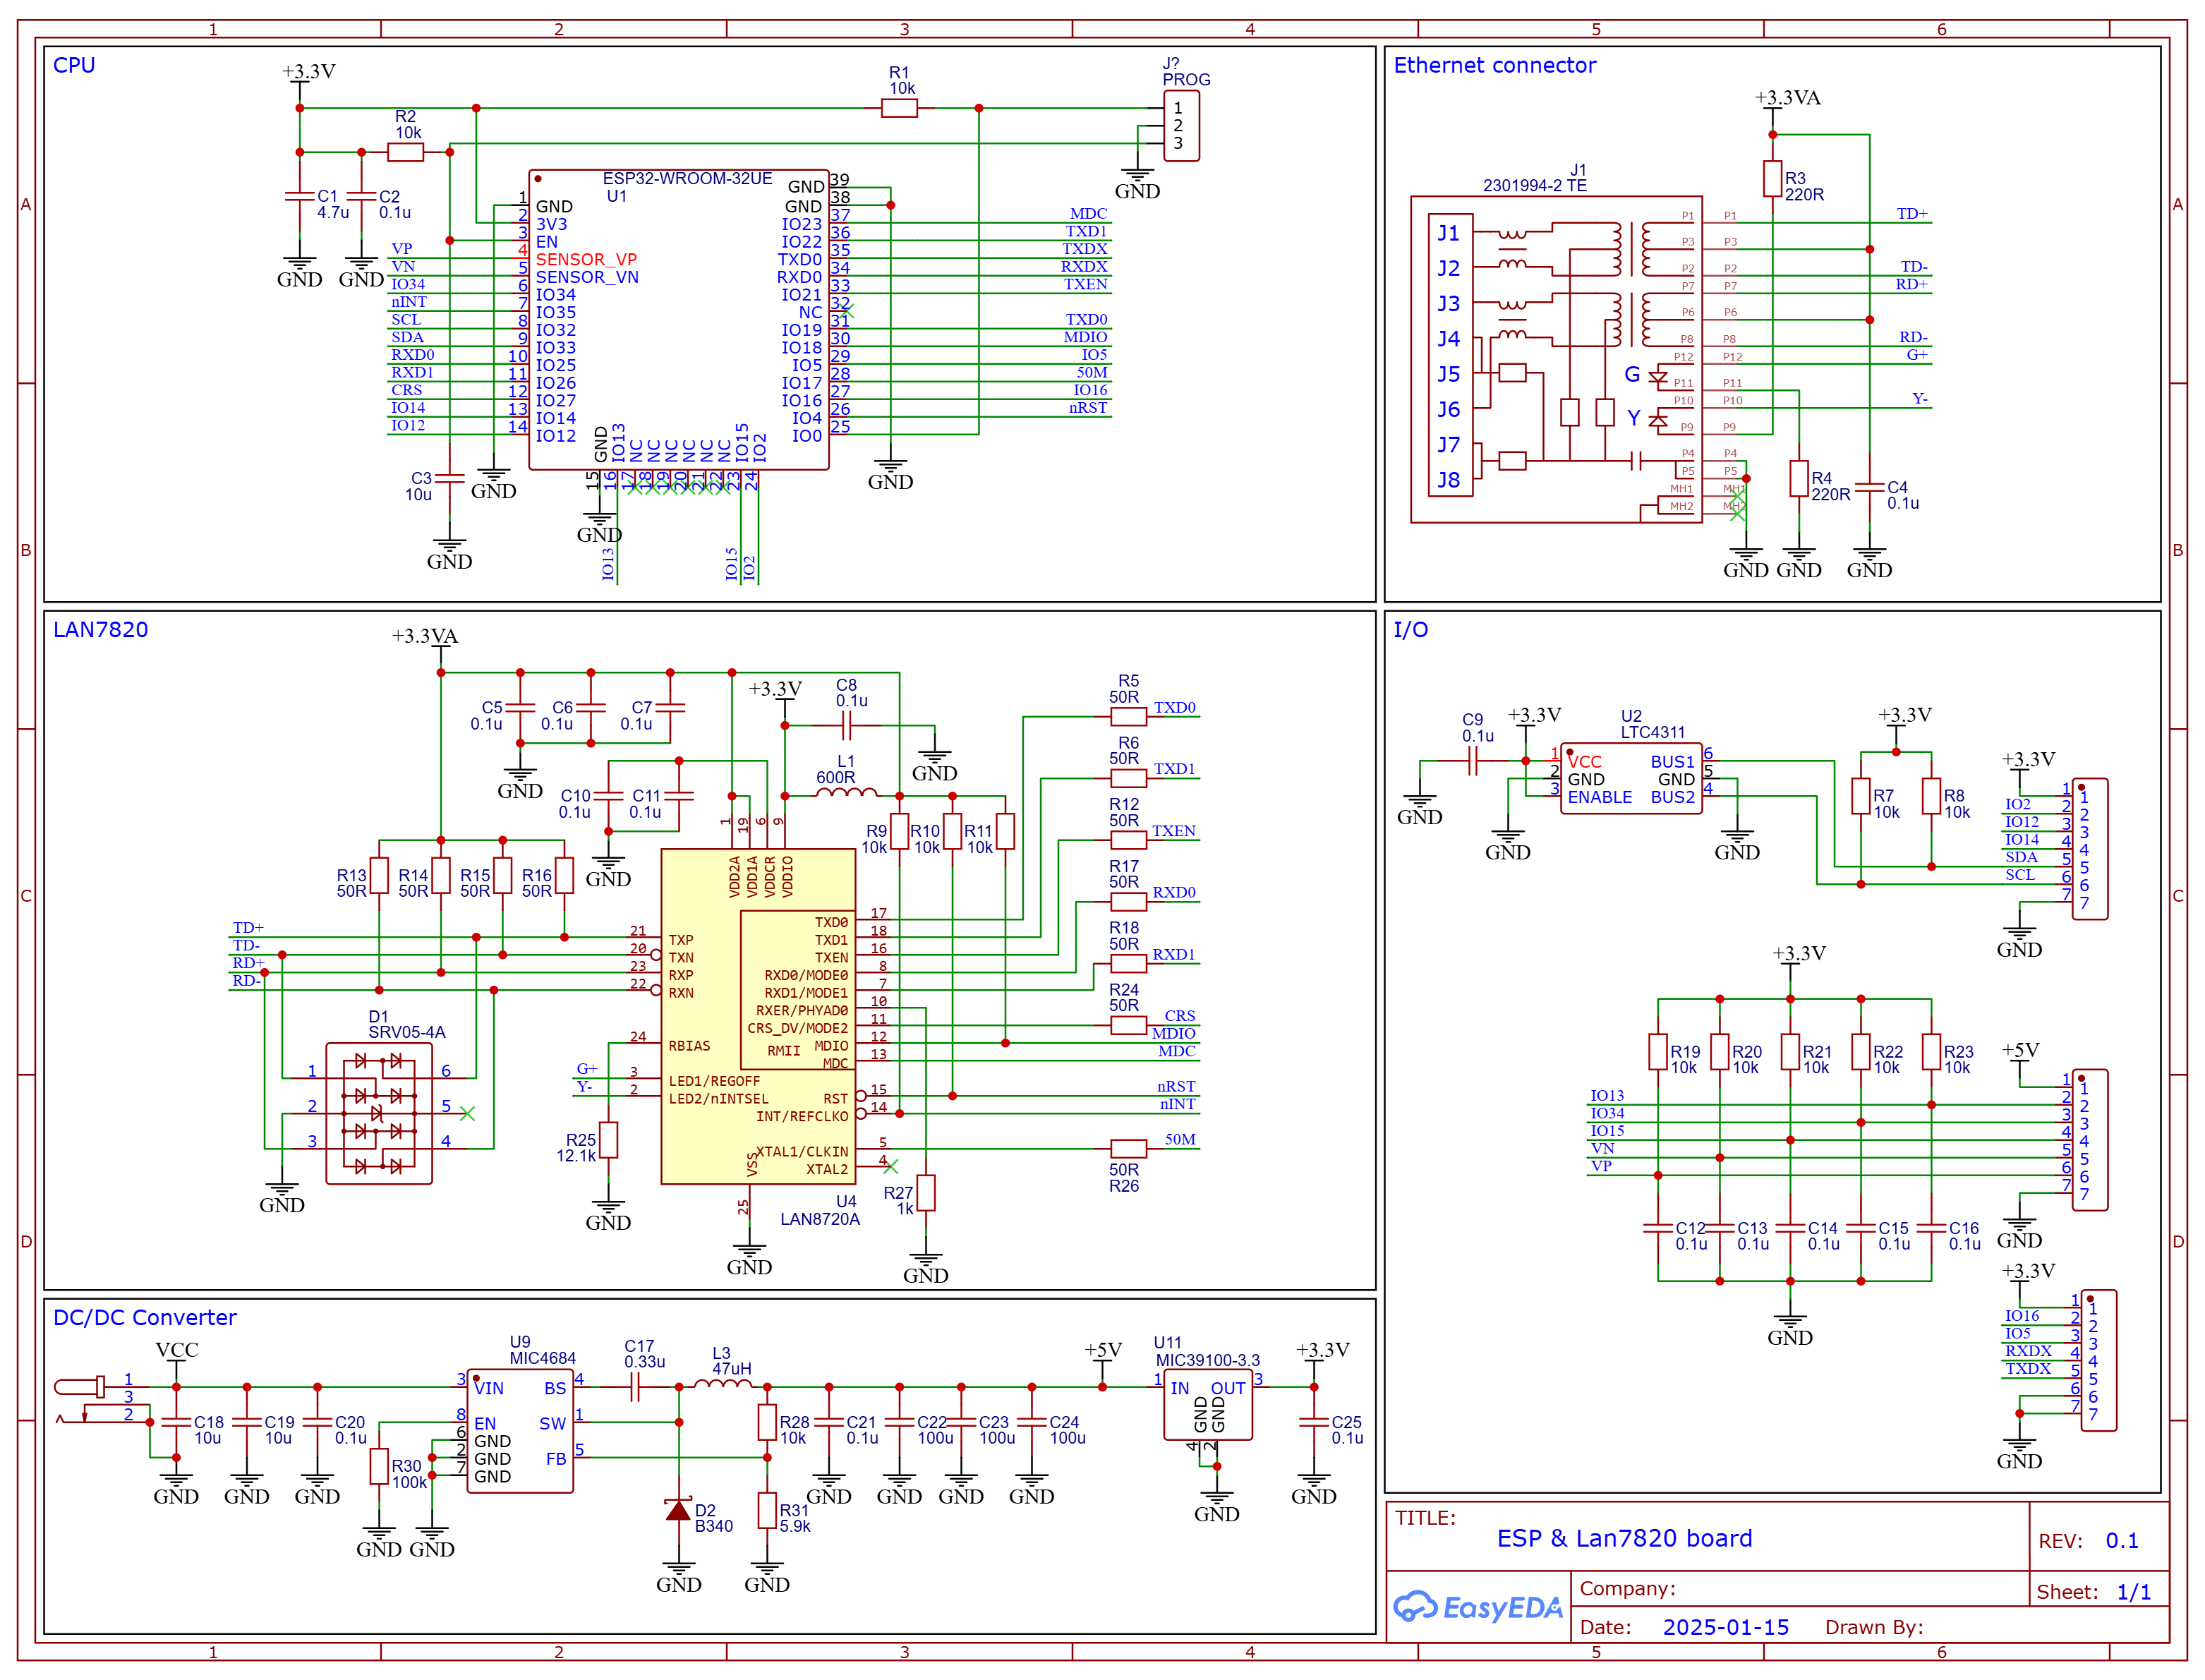 1 2 3 4 5 6
A
B
C
D
A
B
C
D
1 2 3 4 5 6
CPU
+3.3V
R1
10k
J?
PROG
1
2
3
GND
R2
10k
C1
4.7u
C2
0.1u
GND GND
ESP32-WROOM-32UE
U1
1 GND
2 3V3
3 EN
VP 4 SENSOR_VP
VN 5 SENSOR_VN
IO34 6 IO34
nINT 7 IO35
SCL 8 IO32
SDA 9 IO33
RXD0 10 IO25
RXD1 11 IO26
CRS 12 IO27
IO14 13 IO14
IO12 14 IO12
GND 39
GND 38
IO23 37 MDC
IO22 36 TXD1
TXD0 35 TXDX
RXD0 34 RXDX
IO21 33 TXEN
NC 32
IO19 31 TXD0
IO18 30 MDIO
IO5 29 IO5
IO17 28 50M
IO16 27 IO16
IO4 26 nRST
IO0 25
GND IO13 NC NC NC NC NC NC IO15 IO2
15 16 17 18 19 20 21 22 23 24
IO13 IO15 IO2
GND
GND
GND
C3
10u
GND
Ethernet connector
+3.3VA
R3
220R
J1
2301994-2 TE
J1
J2
J3
J4
J5
J6
J7
J8
G
Y
P1 P1 TD+
P3 P3
P2 P2 TD-
P7 P7 RD+
P6 P6
P8 P8 RD-
P12 P12 G+
P11 P11
P10 P10 Y-
P9 P9
P4 P4
P5 P5
MH1 MH1
MH2 MH2
R4
220R
C4
0.1u
GND GND GND
LAN7820
+3.3VA
C5
0.1u
C6
0.1u
C7
0.1u
GND
+3.3V
C8
0.1u
GND
L1
600R
C10
0.1u
C11
0.1u
GND
R9
10k
R10
10k
R11
10k
R13
50R
R14
50R
R15
50R
R16
50R
TD+
TD-
RD+
RD-
D1
SRV05-4A
1
2
3
6
5
4
GND
1 19 6 9
VDD2A VDD1A VDDCR VDDIO
21 TXP
20 TXN
23 RXP
22 RXN
24 RBIAS
G+ 3 LED1/REGOFF
Y- 2 LED2/nINTSEL
TXD0 17
TXD1 18
TXEN 16
RXD0/MODE0 8
RXD1/MODE1 7
RXER/PHYAD0 10
CRS_DV/MODE2 11
RMII MDIO 12
MDC 13
RST 15
INT/REFCLKO 14
XTAL1/CLKIN 5
XTAL2 4
VSS
25
U4
LAN8720A
GND
R25
12.1k
GND
R27
1k
GND
R5
50R
TXD0
R6
50R
TXD1
R12
50R
TXEN
R17
50R
RXD0
R18
50R
RXD1
R24
50R
CRS
MDIO
MDC
nRST
nINT
50M
50R
R26
I/O
C9
0.1u
+3.3V
GND
U2
LTC4311
1 VCC
2 GND
3 ENABLE
BUS1 6
GND 5
BUS2 4
GND
GND
+3.3V
R7
10k
R8
10k
+3.3V
1 1
IO2 2 2
IO12 3 3
IO14 4 4
SDA 5 5
SCL 6 6
7 7
GND
+3.3V
R19
10k
R20
10k
R21
10k
R22
10k
R23
10k
+5V
1 1
IO13 2 2
IO34 3 3
IO15 4 4
VN 5 5
VP 6 6
7 7
GND
C12
0.1u
C13
0.1u
C14
0.1u
C15
0.1u
C16
0.1u
GND
+3.3V
1 1
IO16 2 2
IO5 3 3
RXDX 4 4
TXDX 5 5
6 6
7 7
GND
DC/DC Converter
VCC
1
3
2
C18
10u
C19
10u
C20
0.1u
GND GND GND
U9
MIC4684
3 VIN
8 EN
6 GND
2 GND
7 GND
BS 4
SW 1
FB 5
R30
100k
GND GND
C17
0.33u
L3
47uH
D2
B340
GND
R28
10k
R31
5.9k
GND
C21
0.1u
C22
100u
C23
100u
C24
100u
GND GND GND GND
+5V
U11
MIC39100-3.3
1 IN OUT 3
GND GND
4 2
GND
+3.3V
C25
0.1u
GND
TITLE:
ESP & Lan7820 board
REV: 0.1
EasyEDA
Company:
Sheet: 1/1
Date: 2025-01-15 Drawn By: